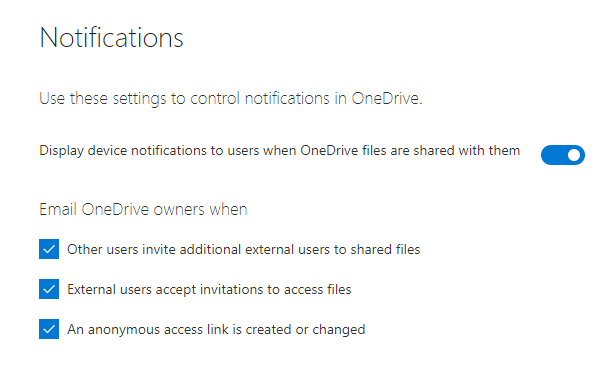 Notifications
Use these settings to control notifications in OneDrive.
Display device notifications to users when OneDrive files are shared with them
Email OneDrive owners when
Other users invite additional external users to shared files
External users accept invitations to access files
An anonymous access link is created or changed